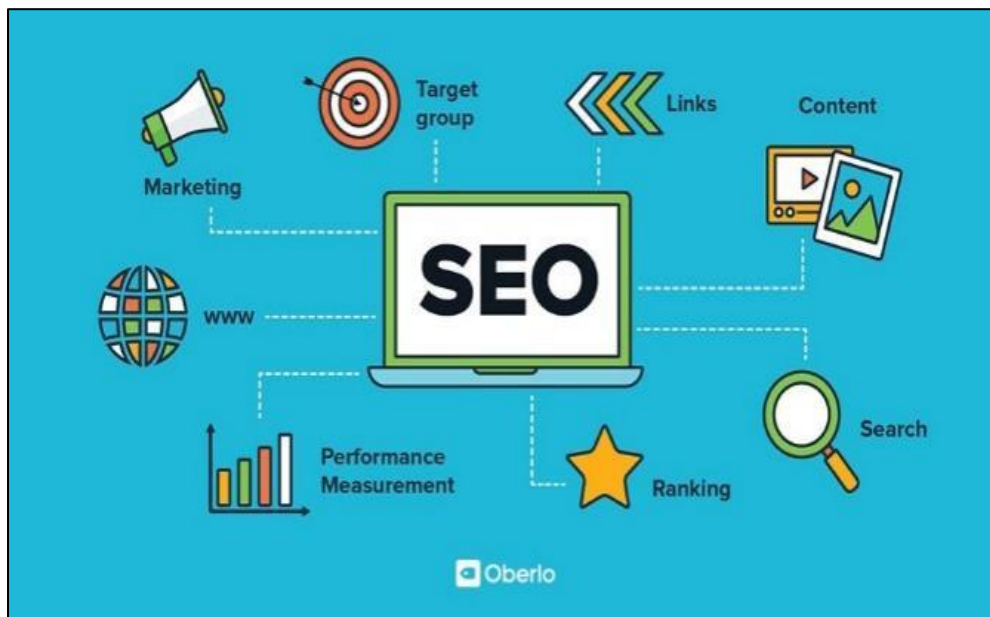 Target
group
Links
Content
Marketing
SEO
www
Search
Performance
Measurement
Ranking
Oberlo